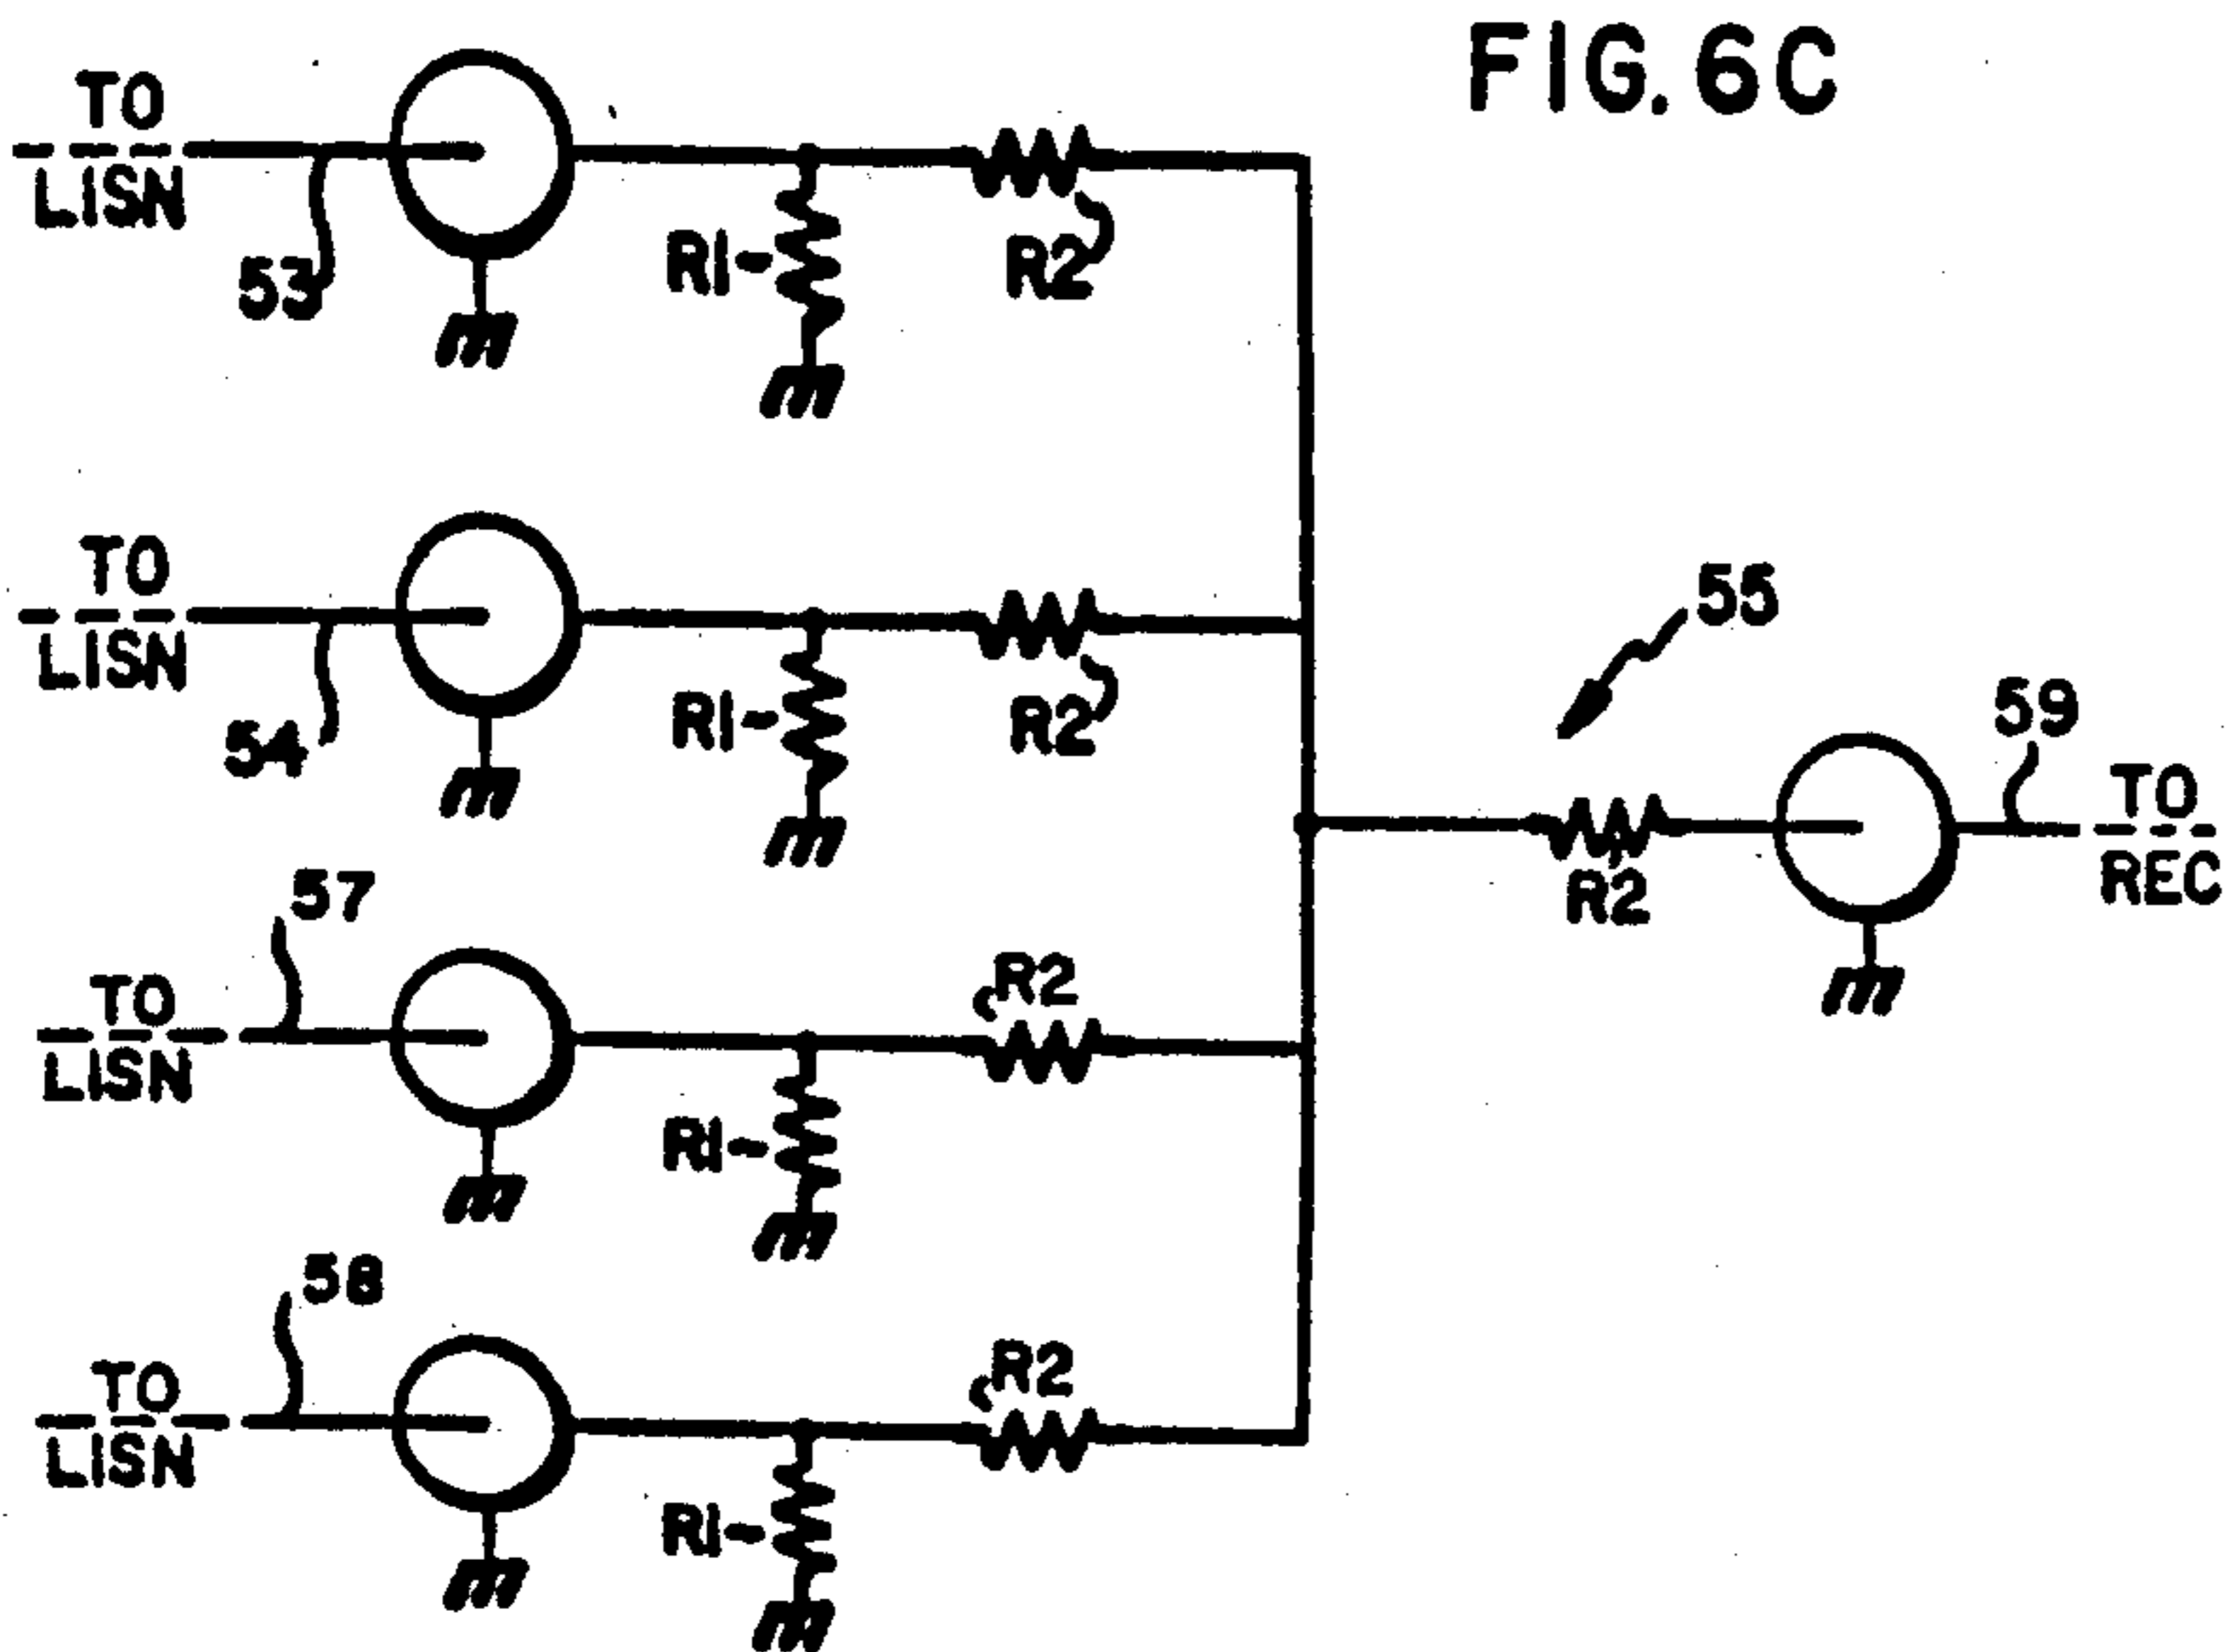 FIG. 6C
TO
LISN
53
R1
R2
TO
LISN
54
R1
R2
55
59
TO
REC
R2
57
TO
LISN
R2
R1
58
TO
LISN
R2
R1